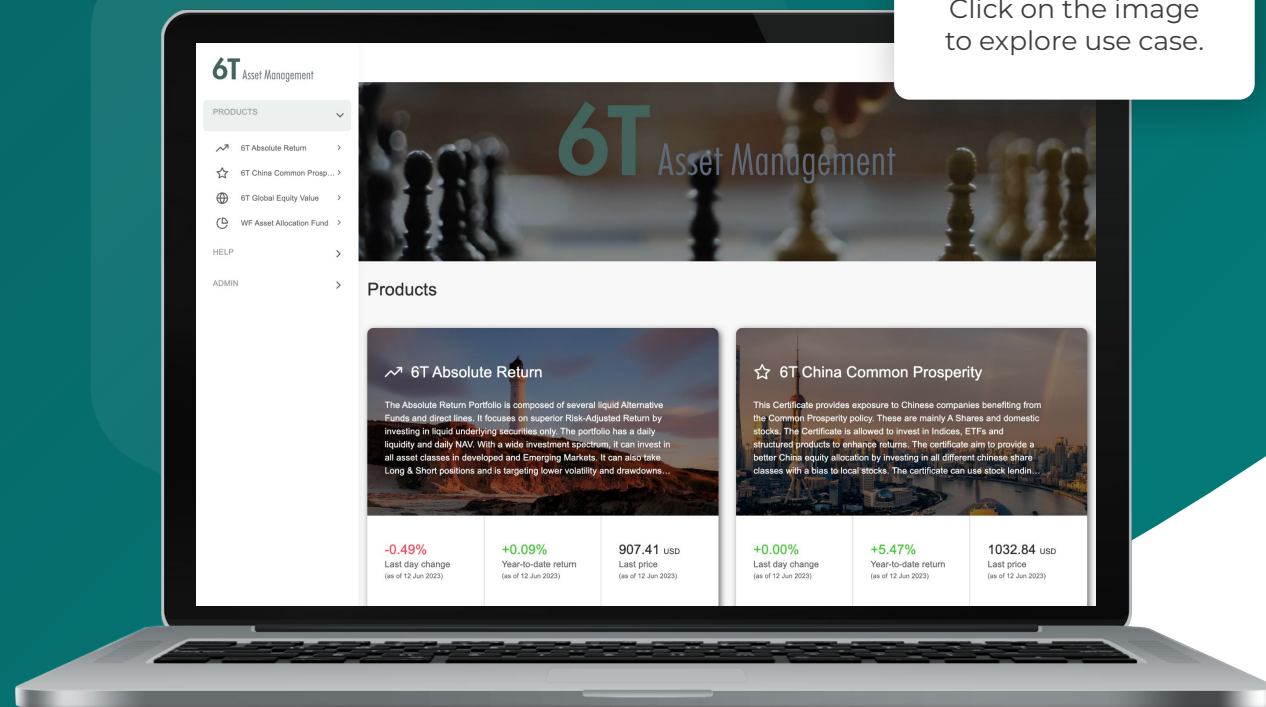 Click on the image
to explore use case.
6T Asset Management
PRODUCTS
6T Absolute Return
6T China Common Prosp...
6T Global Equity Value
WF Asset Allocation Fund
HELP
ADMIN
6T Asset Management
Products
6T Absolute Return
The Absolute Return Portfolio is composed of several liquid Alternative
Funds and direct lines. It focuses on superior Risk-Adjusted Return by
investing in liquid underlying securities only. The portfolio has a daily
liquidity and daily NAV. With a wide investment spectrum, it can invest in
all asset classes in developed and Emerging Markets. It can also take
Long & Short positions and is targeting lower volatility and drawdowns...
-0.49%
Last day change
(as of 12 Jun 2023)
+0.09%
Year-to-date return
(as of 12 Jun 2023)
907.41 USD
Last price
(as of 12 Jun 2023)
6T China Common Prosperity
This Certificate provides exposure to Chinese companies benefiting from
the Common Prosperity policy. These are mainly A Shares and domestic
stocks. The Certificate is allowed to invest in Indices, ETFs and
structured products to enhance returns. The certificate aim to provide a
better China equity allocation by investing in all different chinese share
classes with a bias to local stocks. The certificate can use stock lendin...
+0.00%
Last day change
(as of 12 Jun 2023)
+5.47%
Year-to-date return
(as of 12 Jun 2023)
1032.84 USD
Last price
(as of 12 Jun 2023)